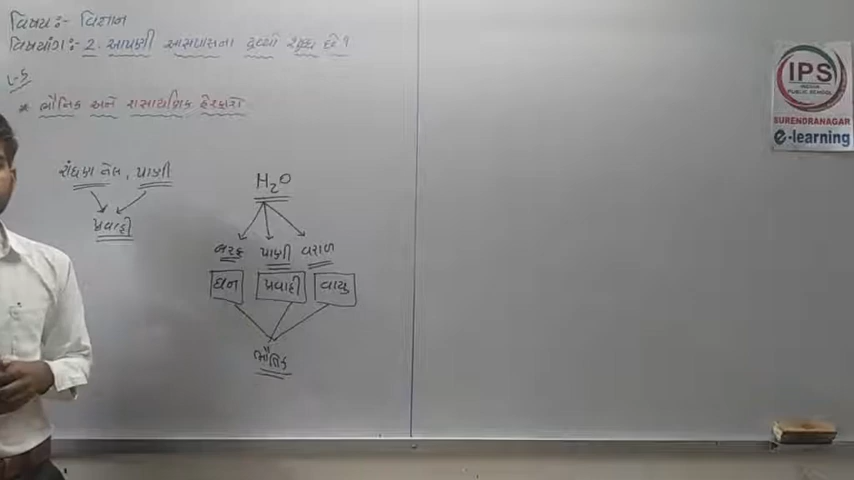 વિષય:- વિજ્ઞાન
વિષયાંગ:- 2. આપણી આસપાસના દ્રવ્યો શુદ્ધ છે ?
L-5
* ભૌતિક અને રાસાયણિક ફેરફારો
રાંધણ તેલ, પાણી
પ્રવાહી
H₂O
બરફ પાણી વરાળ
ઘન પ્રવાહી વાયુ
ભૌતિક
IPS
INDIAN PUBLIC SCHOOL
SURENDRANAGAR
e-learning